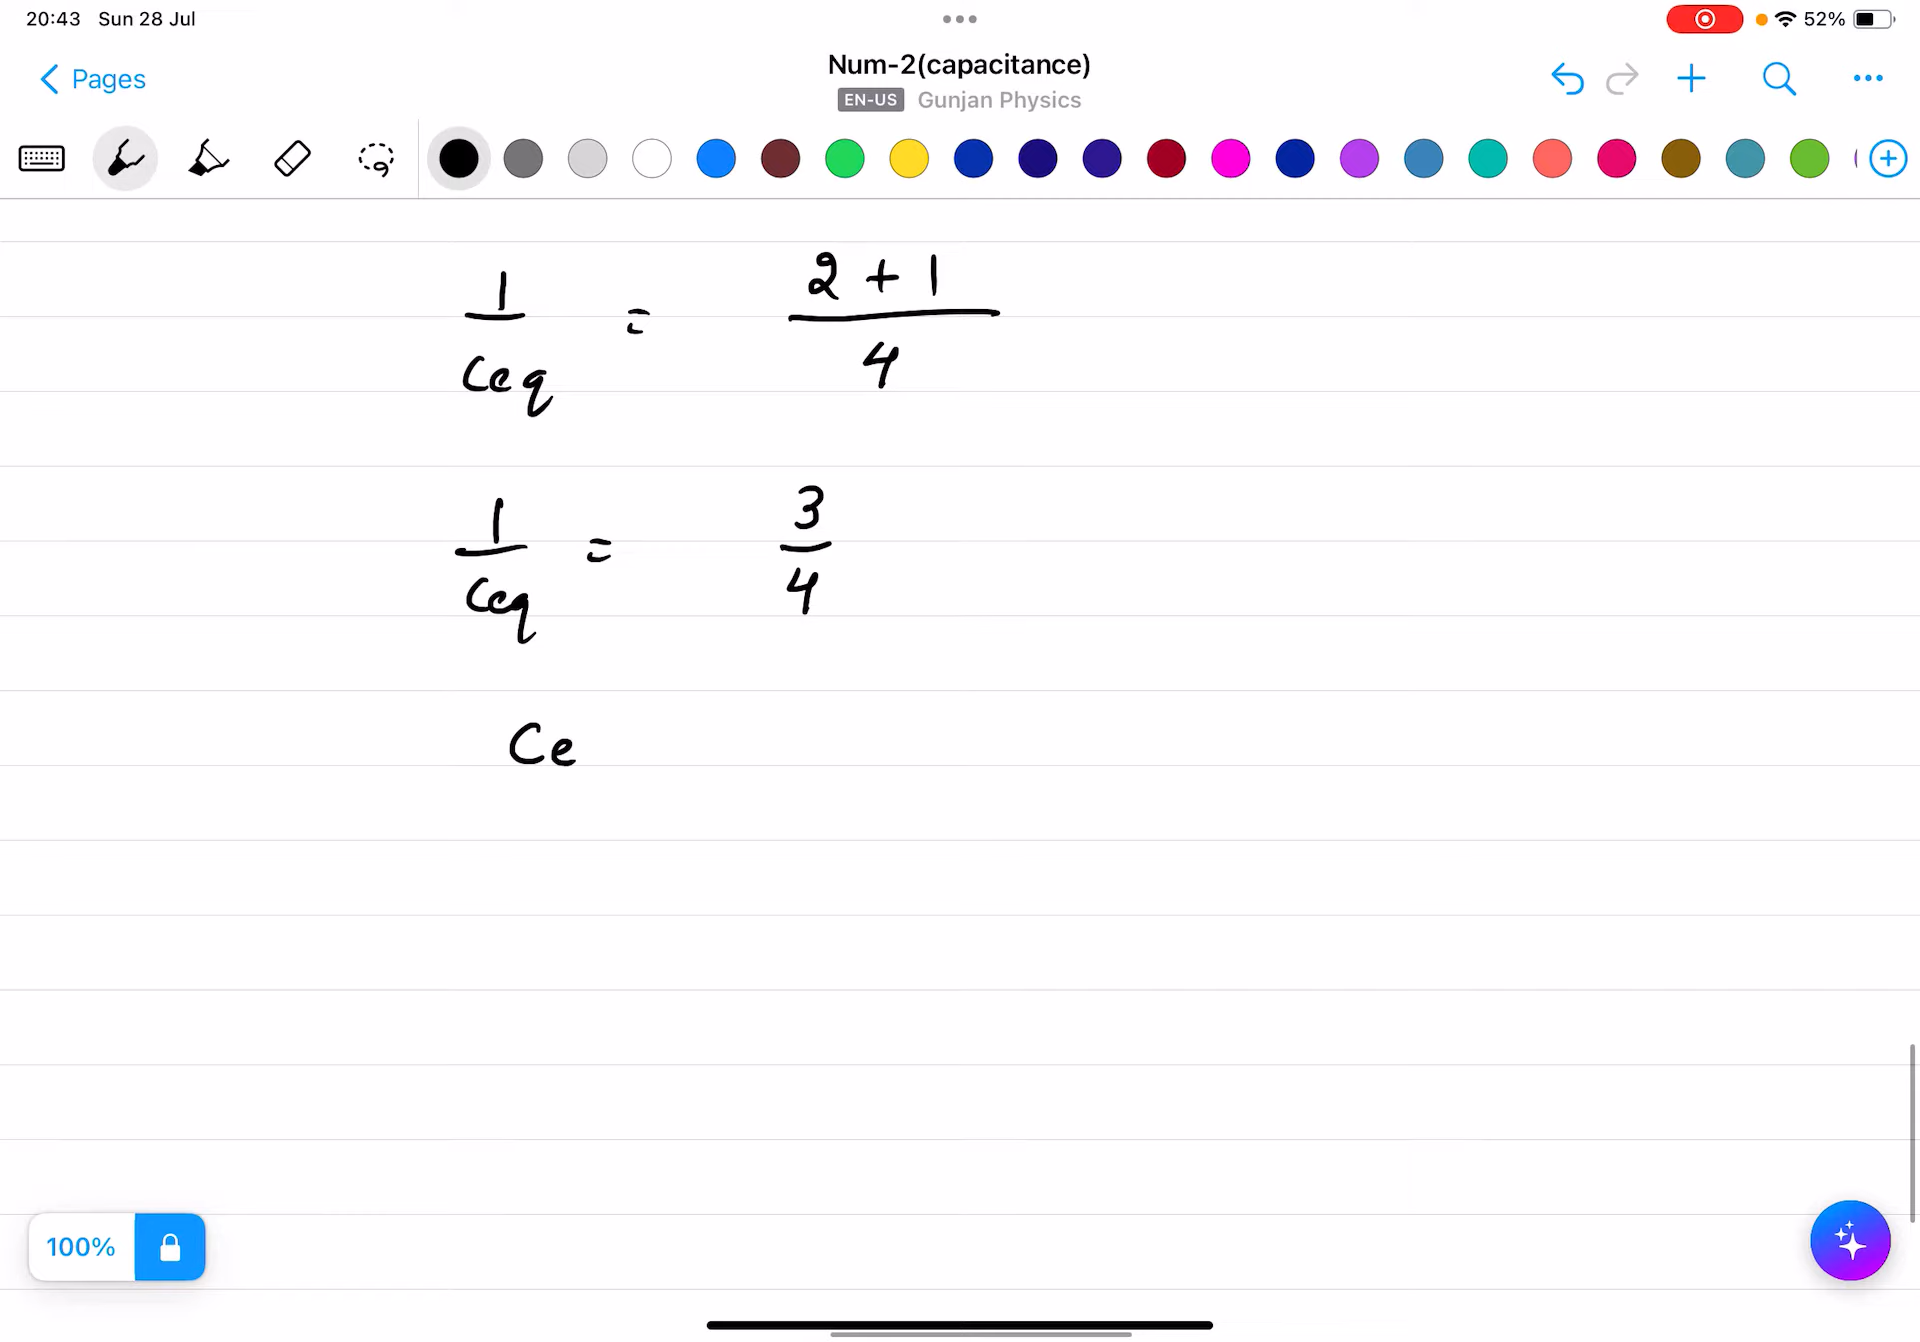 20:43 Sun 28 Jul
52%
Pages
Num-2(capacitance)
EN-US Gunjan Physics
1/Ceq = (2 + 1)/4
1/Ceq = 3/4
Ce
100%